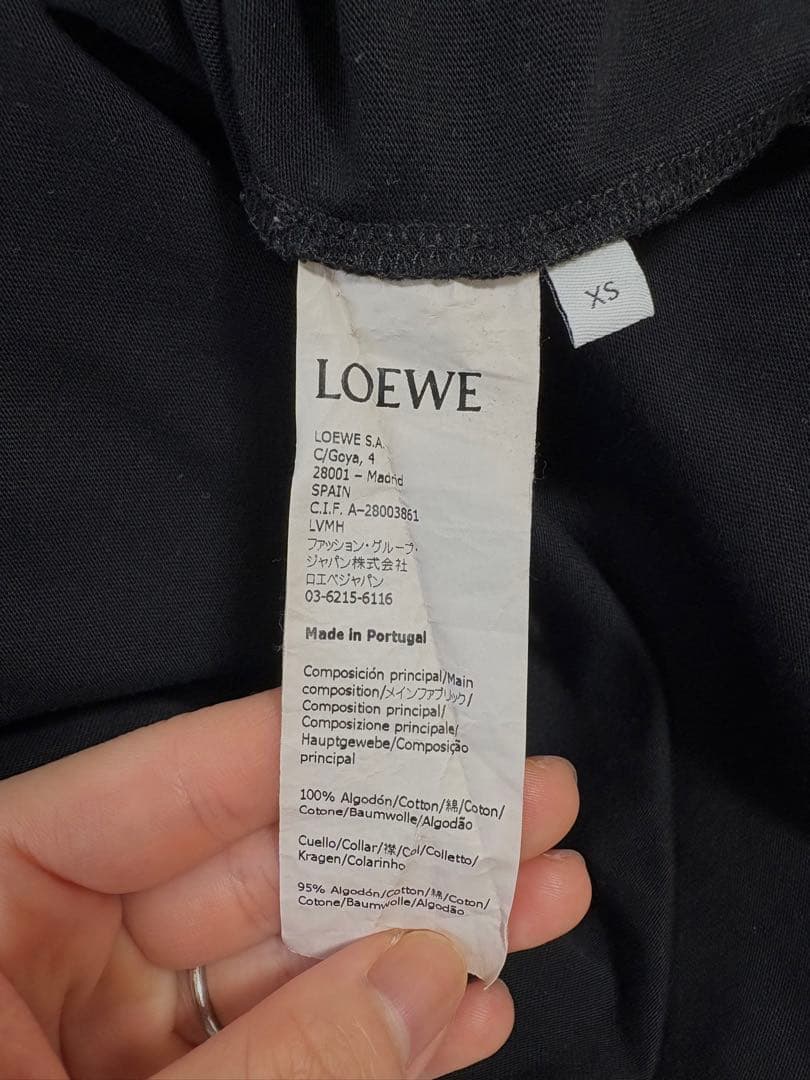 XS
LOEWE
LOEWE S.A.
C/Goya, 4
28001 – Madrid
SPAIN
C.I.F. A-28003861
LVMH
ファッション・グループ・
ジャパン株式会社
ロエベジャパン
03-6215-6116
Made in Portugal
Composición principal/Main
composition/メインファブリック/
Composition principal/
Composizione principale/
Hauptgewebe/Composição
principal
100% Algodón/Cotton/綿/Coton/
Cotone/Baumwolle/Algodão
Cuello/Collar/襟/Col/Colletto/
Kragen/Colarinho
95% Algodón/Cotton/綿/Coton/
Cotone/Baumwolle/Algodão